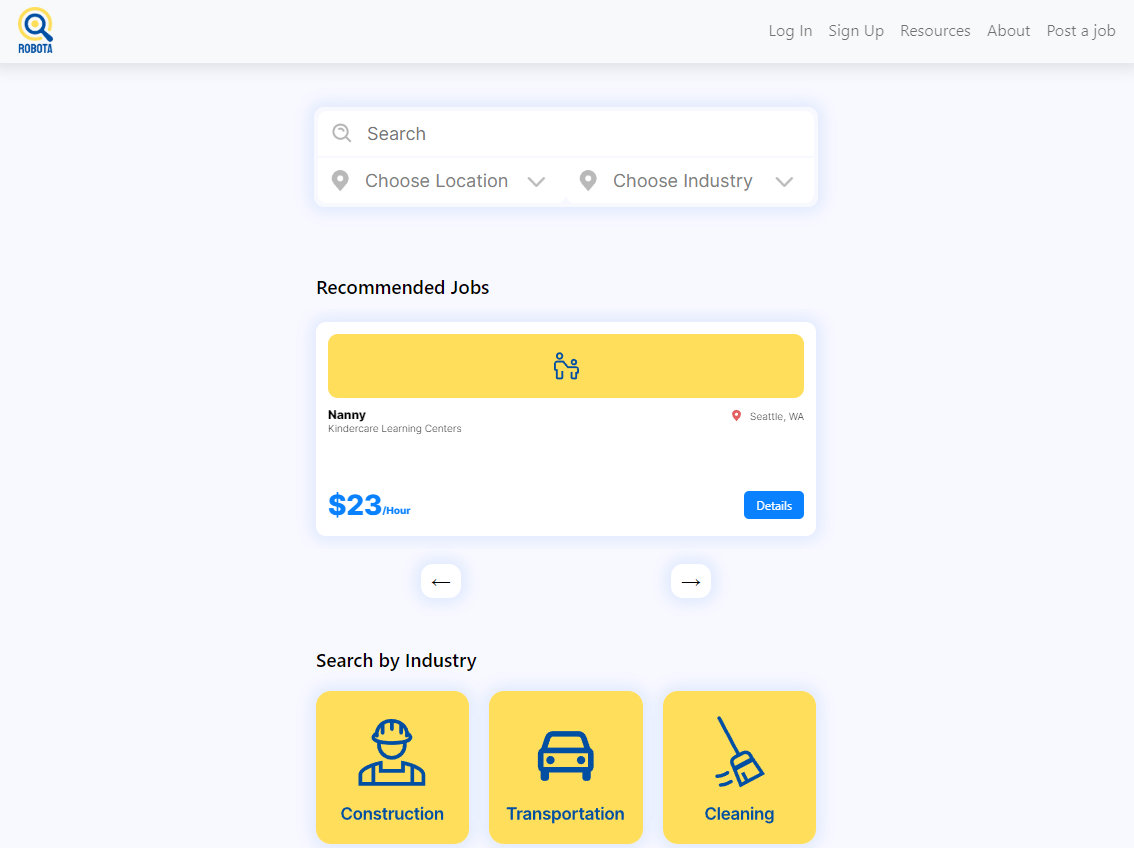 ROBOTA
Log In Sign Up Resources About Post a job
Search
Choose Location Choose Industry
Recommended Jobs
Nanny
Kindercare Learning Centers
Seattle, WA
$23/Hour
Details
Search by Industry
Construction
Transportation
Cleaning